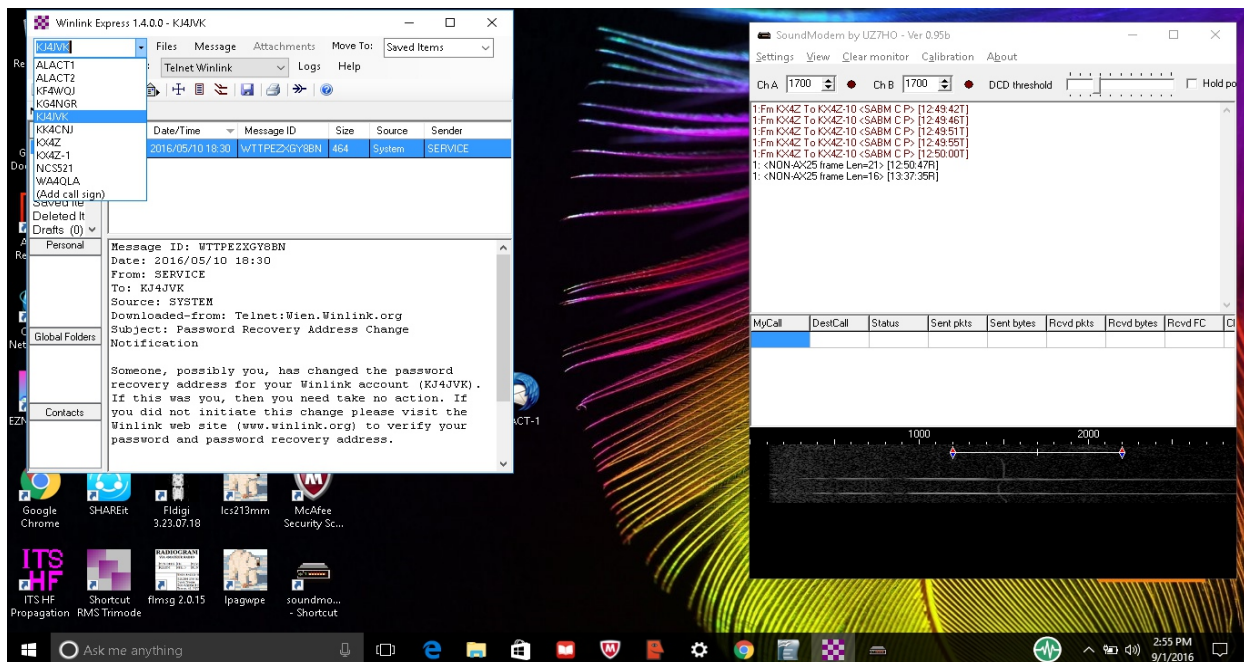 Winlink Express 1.4.0.0 - KJ4JVK
KJ4JVK Files Message Attachments Move To: Saved Items
Telnet Winlink Logs Help
ALACT1
ALACT2
KF4WQJ
KG4NGR
KJ4JVK
KK4CNJ
KX4Z
KX4Z-1
NCS521
WA4QLA
(Add call sign)
Date/Time Message ID Size Source Sender
2016/05/10 18:30 WTTPEZXGY8BN 464 System SERVICE
Saved Ite
Deleted It
Drafts (0)
Personal
Global Folders
Contacts
Message ID: WTTPEZXGY8BN
Date: 2016/05/10 18:30
From: SERVICE
To: KJ4JVK
Source: SYSTEM
Downloaded-from: Telnet:Wien.Winlink.org
Subject: Password Recovery Address Change
Notification
Someone, possibly you, has changed the password
recovery address for your Winlink account (KJ4JVK).
If this was you, then you need take no action. If
you did not initiate this change please visit the
Winlink web site (www.winlink.org) to verify your
password and password recovery address.
SoundModem by UZ7HO - Ver 0.95b
Settings View Clear monitor Calibration About
Ch A 1700 Ch B 1700 DCD threshold Hold po
1:Fm KX4Z To KX4Z-10 <SABM C P> [12:49:42T]
1:Fm KX4Z To KX4Z-10 <SABM C P> [12:49:46T]
1:Fm KX4Z To KX4Z-10 <SABM C P> [12:49:51T]
1:Fm KX4Z To KX4Z-10 <SABM C P> [12:49:55T]
1:Fm KX4Z To KX4Z-10 <SABM C P> [12:50:00T]
1: <NON-AX25 frame Len=21> [12:50:47R]
1: <NON-AX25 frame Len=16> [13:37:35R]
MyCall DestCall Status Sent pkts Sent bytes Rcvd pkts Rcvd bytes Rcvd FC Cl
1000 2000
ACT-1
Google Chrome
SHAREit
Fldigi 3.23.07.18
Ics213mm
McAfee Security Sc...
ITS HF
ITS HF Propagation
Shortcut RMS Trimode
RADIOGRAM
flmsg 2.0.15
Ipagwpe
soundmo... - Shortcut
Ask me anything
2:55 PM
9/1/2016